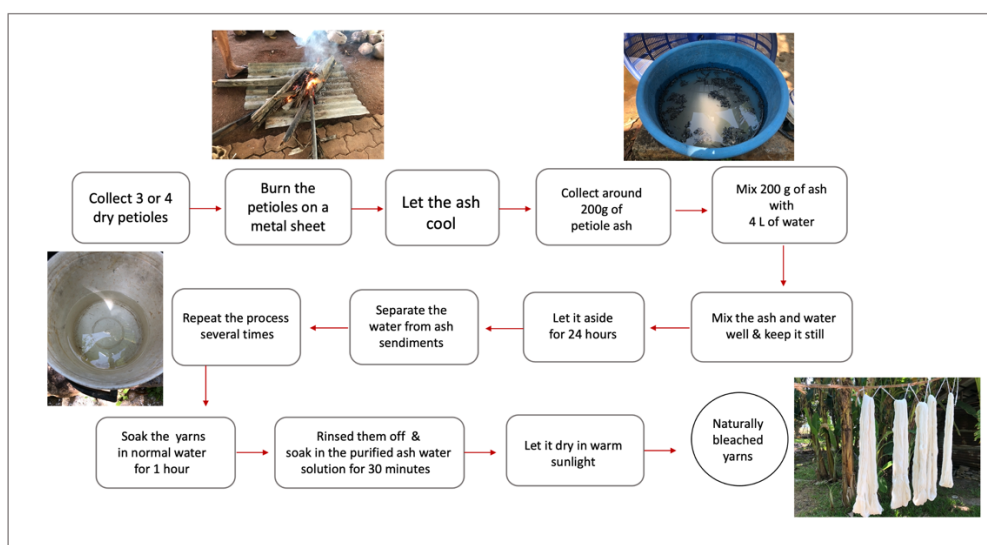 Collect 3 or 4
dry petioles
Burn the
petioles on a
metal sheet
Let the ash
cool
Collect around
200g of
petiole ash
Mix 200 g of ash
with
4 L of water
Mix the ash and water
well & keep it still
Let it aside
for 24 hours
Separate the
water from ash
sendiments
Repeat the process
several times
Soak the yarns
in normal water
for 1 hour
Rinsed them off &
soak in the purified ash water
solution for 30 minutes
Let it dry in warm
sunlight
Naturally
bleached
yarns